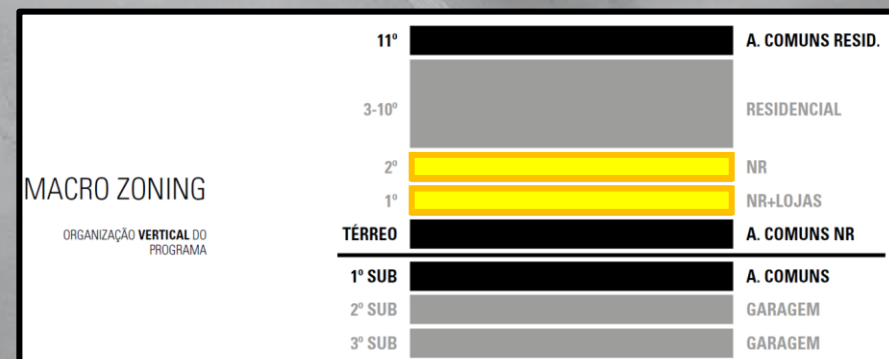 MACRO ZONING
ORGANIZAÇÃO VERTICAL DO
PROGRAMA
11º A. COMUNS RESID.
3-10º RESIDENCIAL
2º NR
1º NR+LOJAS
TÉRREO A. COMUNS NR
1º SUB A. COMUNS
2º SUB GARAGEM
3º SUB GARAGEM